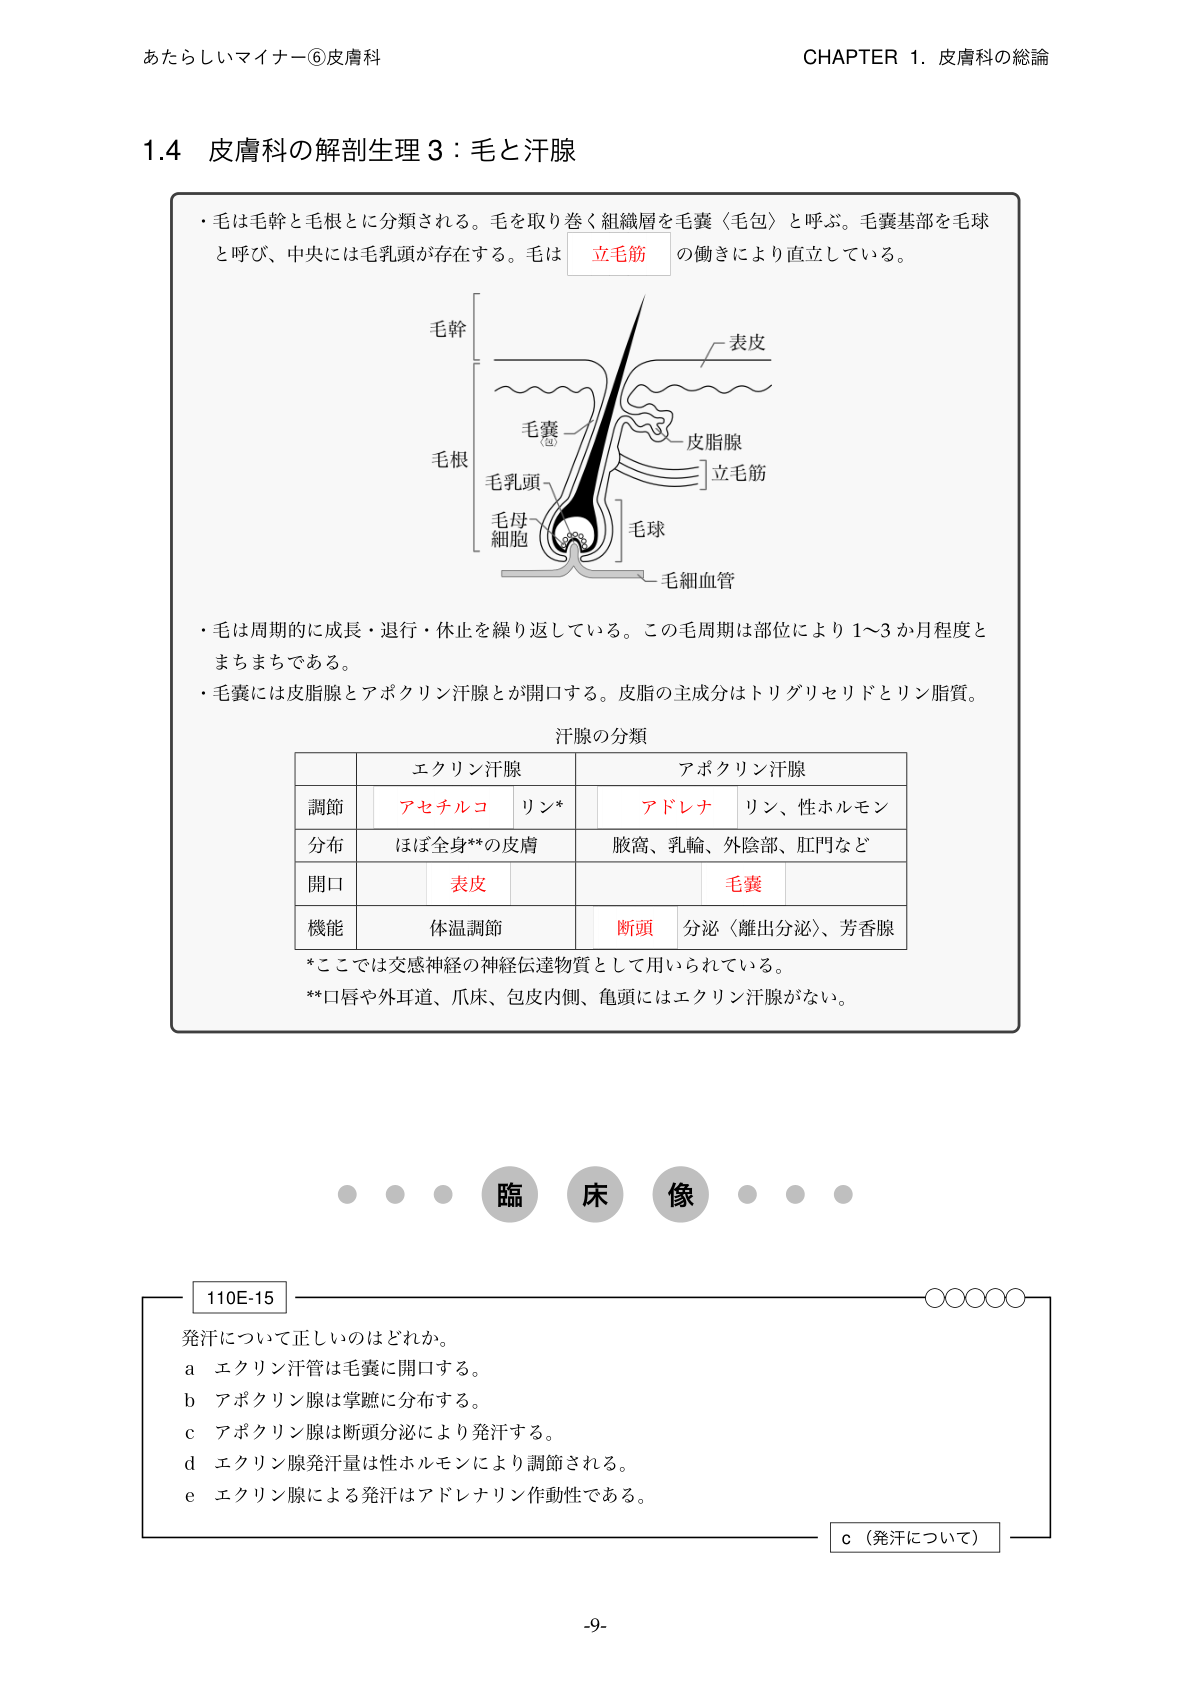 あたらしいマイナー⑥皮膚科
CHAPTER 1. 皮膚科の総論
1.4 皮膚科の解剖生理 3：毛と汗腺
・毛は毛幹と毛根とに分類される。毛を取り巻く組織層を毛嚢〈毛包〉と呼ぶ。毛嚢基部を毛球
と呼び、中央には毛乳頭が存在する。毛は 立毛筋 の働きにより直立している。
毛幹
表皮
毛嚢
〈包〉
皮脂腺
毛根
立毛筋
毛乳頭
毛母
細胞
毛球
毛細血管
・毛は周期的に成長・退行・休止を繰り返している。この毛周期は部位により 1〜3 か月程度と
まちまちである。
・毛嚢には皮脂腺とアポクリン汗腺とが開口する。皮脂の主成分はトリグリセリドとリン脂質。
汗腺の分類
エクリン汗腺 アポクリン汗腺
調節 アセチルコ リン* アドレナ リン、性ホルモン
分布 ほぼ全身**の皮膚 腋窩、乳輪、外陰部、肛門など
開口 表皮 毛嚢
機能 体温調節 断頭 分泌〈離出分泌〉、芳香腺
*ここでは交感神経の神経伝達物質として用いられている。
**口唇や外耳道、爪床、包皮内側、亀頭にはエクリン汗腺がない。
臨床像
110E-15
発汗について正しいのはどれか。
a エクリン汗管は毛嚢に開口する。
b アポクリン腺は掌蹠に分布する。
c アポクリン腺は断頭分泌により発汗する。
d エクリン腺発汗量は性ホルモンにより調節される。
e エクリン腺による発汗はアドレナリン作動性である。
c （発汗について）
-9-